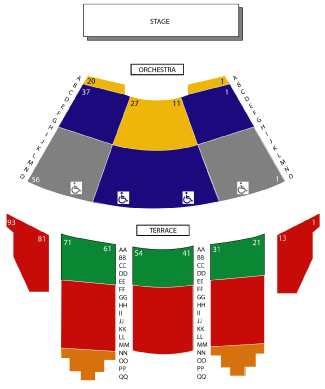 STAGE
ORCHESTRA
A 20 1 A
B B
C 37 1 C
D 27 11 D
E E
F F
G G
H H
I I
J J
K K
L L
M M
N N
O 56 1 O
TERRACE
93 1
81 71 61 AA 54 41 AA 31 21 13
BB BB
CC CC
DD DD
EE EE
FF FF
GG GG
HH HH
II II
JJ JJ
KK KK
LL LL
MM MM
NN NN
OO OO
PP PP
QQ QQ